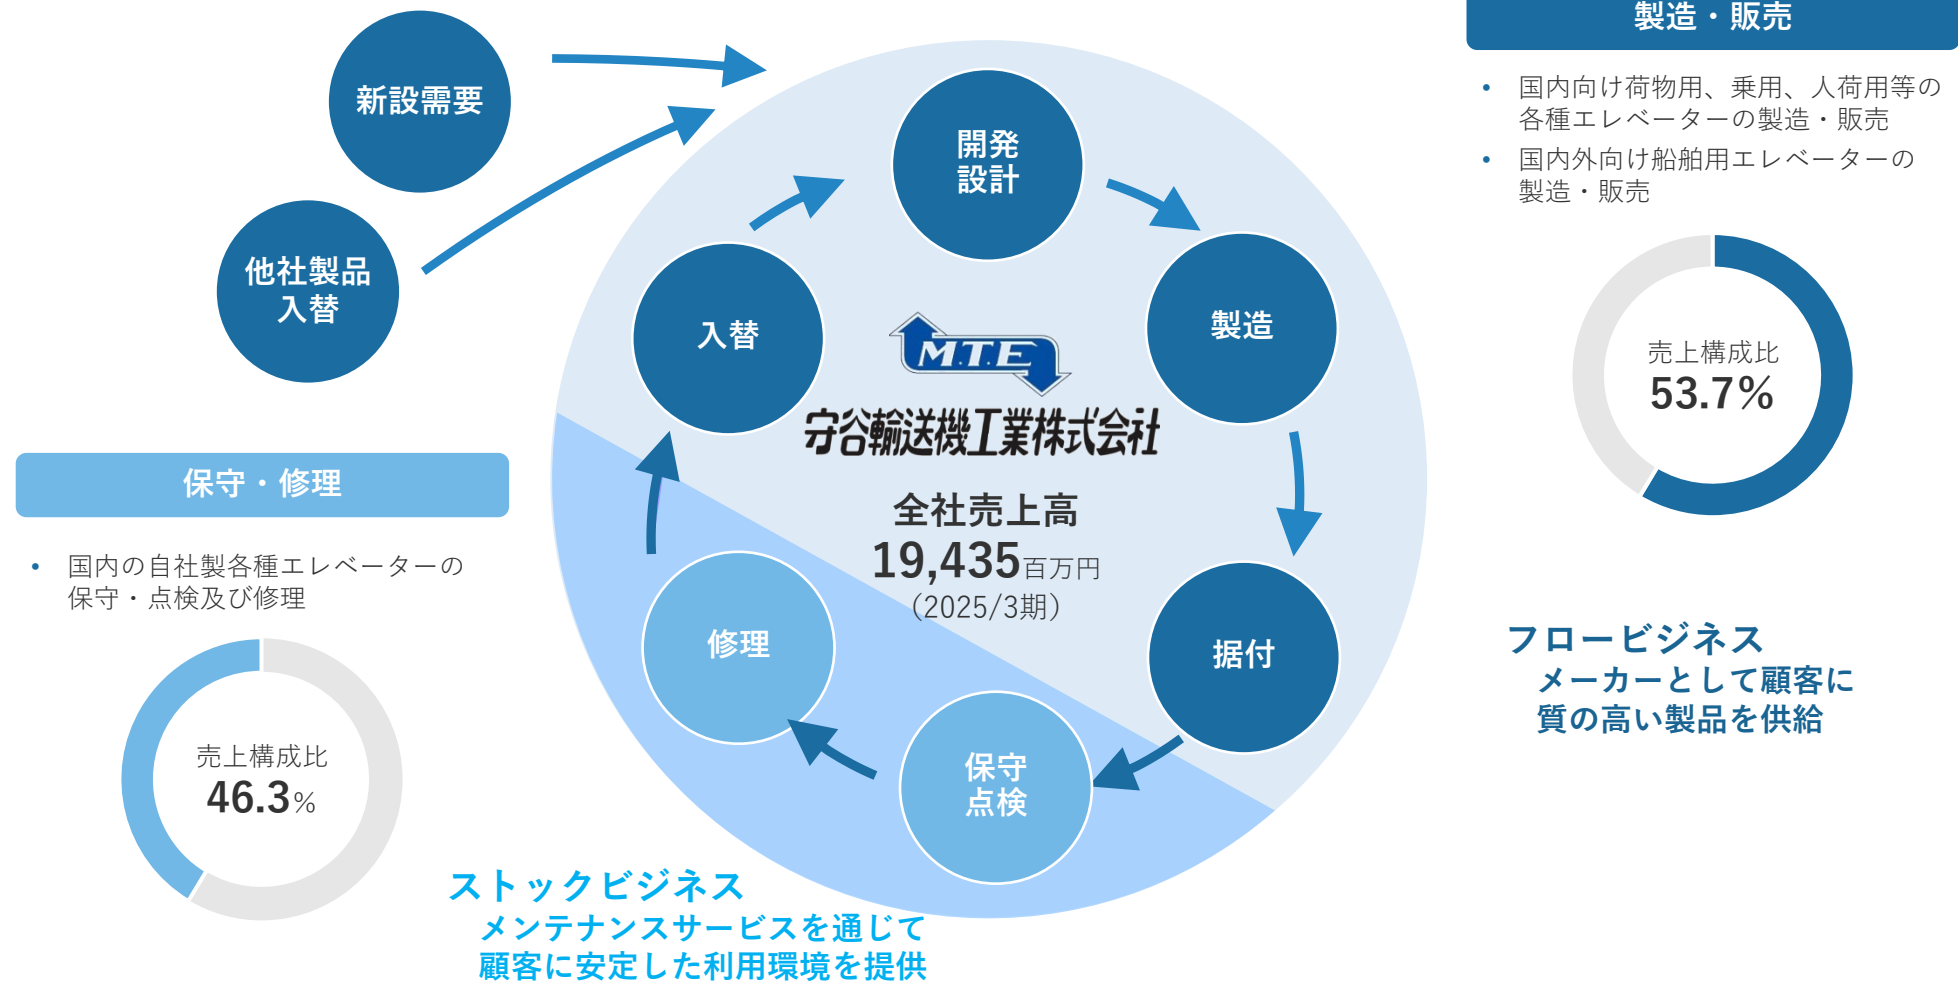 新設需要
他社製品
入替
開発
設計
製造
据付
保守
点検
修理
入替
M.T.E
守谷輸送機工業株式会社
全社売上高
19,435百万円
（2025/3期）
製造・販売
• 国内向け荷物用、乗用、人荷用等の
各種エレベーターの製造・販売
• 国内外向け船舶用エレベーターの
製造・販売
売上構成比
53.7%
フロービジネス
メーカーとして顧客に
質の高い製品を供給
保守・修理
• 国内の自社製各種エレベーターの
保守・点検及び修理
売上構成比
46.3%
ストックビジネス
メンテナンスサービスを通じて
顧客に安定した利用環境を提供